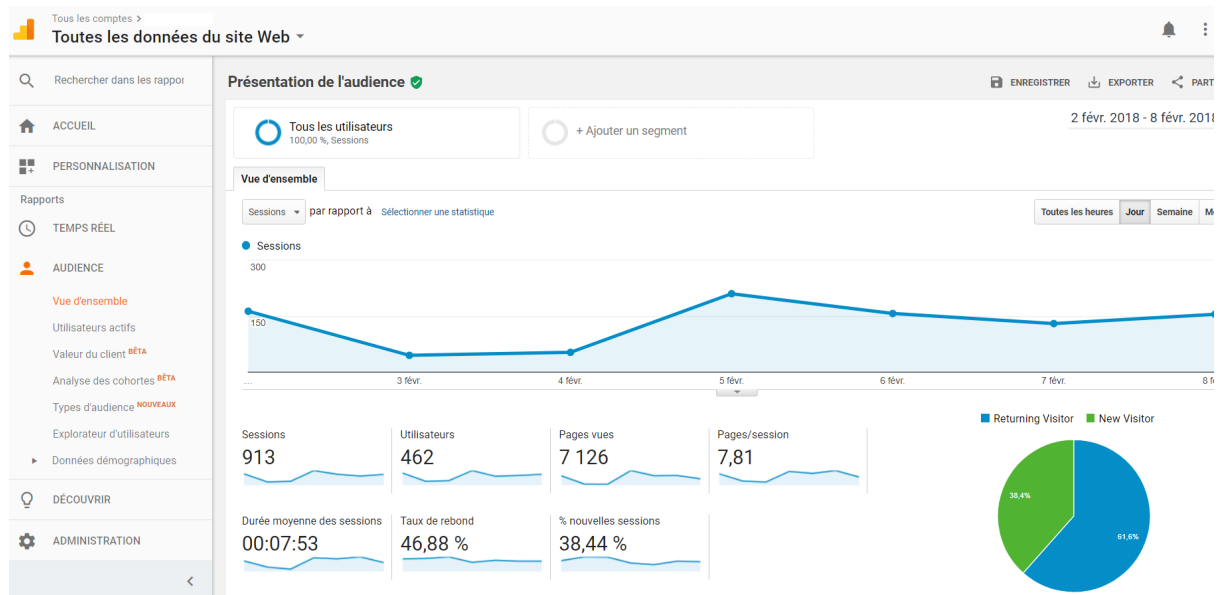 Tous les comptes >
Toutes les données du site Web
Rechercher dans les rappor
ACCUEIL
PERSONNALISATION
Rapports
TEMPS RÉEL
AUDIENCE
Vue d'ensemble
Utilisateurs actifs
Valeur du client BÊTA
Analyse des cohortes BÊTA
Types d'audience NOUVEAUX
Explorateur d'utilisateurs
Données démographiques
DÉCOUVRIR
ADMINISTRATION
Présentation de l'audience
ENREGISTRER EXPORTER PART
Tous les utilisateurs
100,00 %, Sessions
+ Ajouter un segment
2 févr. 2018 - 8 févr. 2018
Vue d'ensemble
Sessions par rapport à Sélectionner une statistique
Toutes les heures Jour Semaine M
Sessions
300
150
... 3 févr. 4 févr. 5 févr. 6 févr. 7 févr. 8 f
Returning Visitor New Visitor
Sessions Utilisateurs Pages vues Pages/session
913 462 7 126 7,81
Durée moyenne des sessions Taux de rebond % nouvelles sessions
00:07:53 46,88 % 38,44 %
38,4%
61,6%